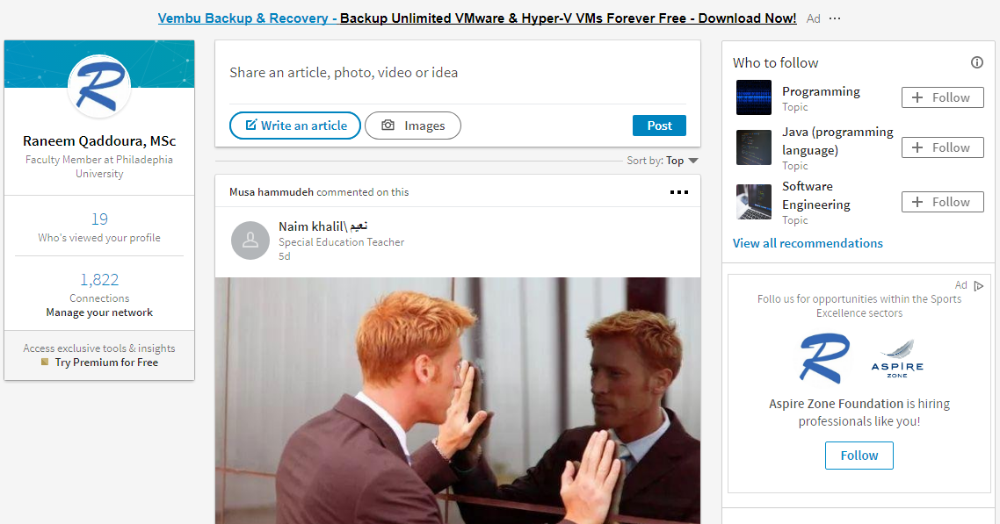 Vembu Backup & Recovery - Backup Unlimited VMware & Hyper-V VMs Forever Free - Download Now! Ad ···
R
Raneem Qaddoura, MSc
Faculty Member at Philadephia
University
19
Who's viewed your profile
1,822
Connections
Manage your network
Access exclusive tools & insights
Try Premium for Free
Share an article, photo, video or idea
Write an article
Images
Post
Sort by: Top
Musa hammudeh commented on this
Naim khalil\ نعيم
Special Education Teacher
5d
Who to follow
Programming
Topic
+ Follow
Java (programming
language)
Topic
+ Follow
Software
Engineering
Topic
+ Follow
View all recommendations
Ad
Follo us for opportunities within the Sports
Excellence sectors
R
ASPIRE
ZONE
Aspire Zone Foundation is hiring
professionals like you!
Follow